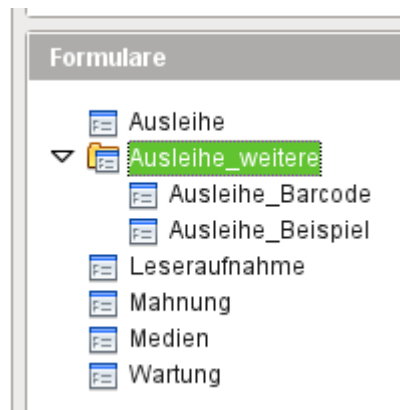 Formulare
Ausleihe
Ausleihe_weitere
Ausleihe_Barcode
Ausleihe_Beispiel
Leseraufnahme
Mahnung
Medien
Wartung